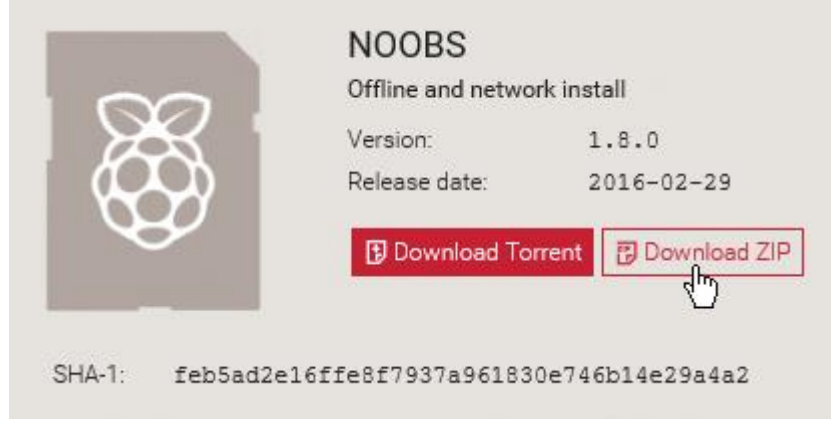 NOOBS
Offline and network install
Version: 1.8.0
Release date: 2016-02-29
Download Torrent Download ZIP
SHA-1: feb5ad2e16ffe8f7937a961830e746b14e29a4a2